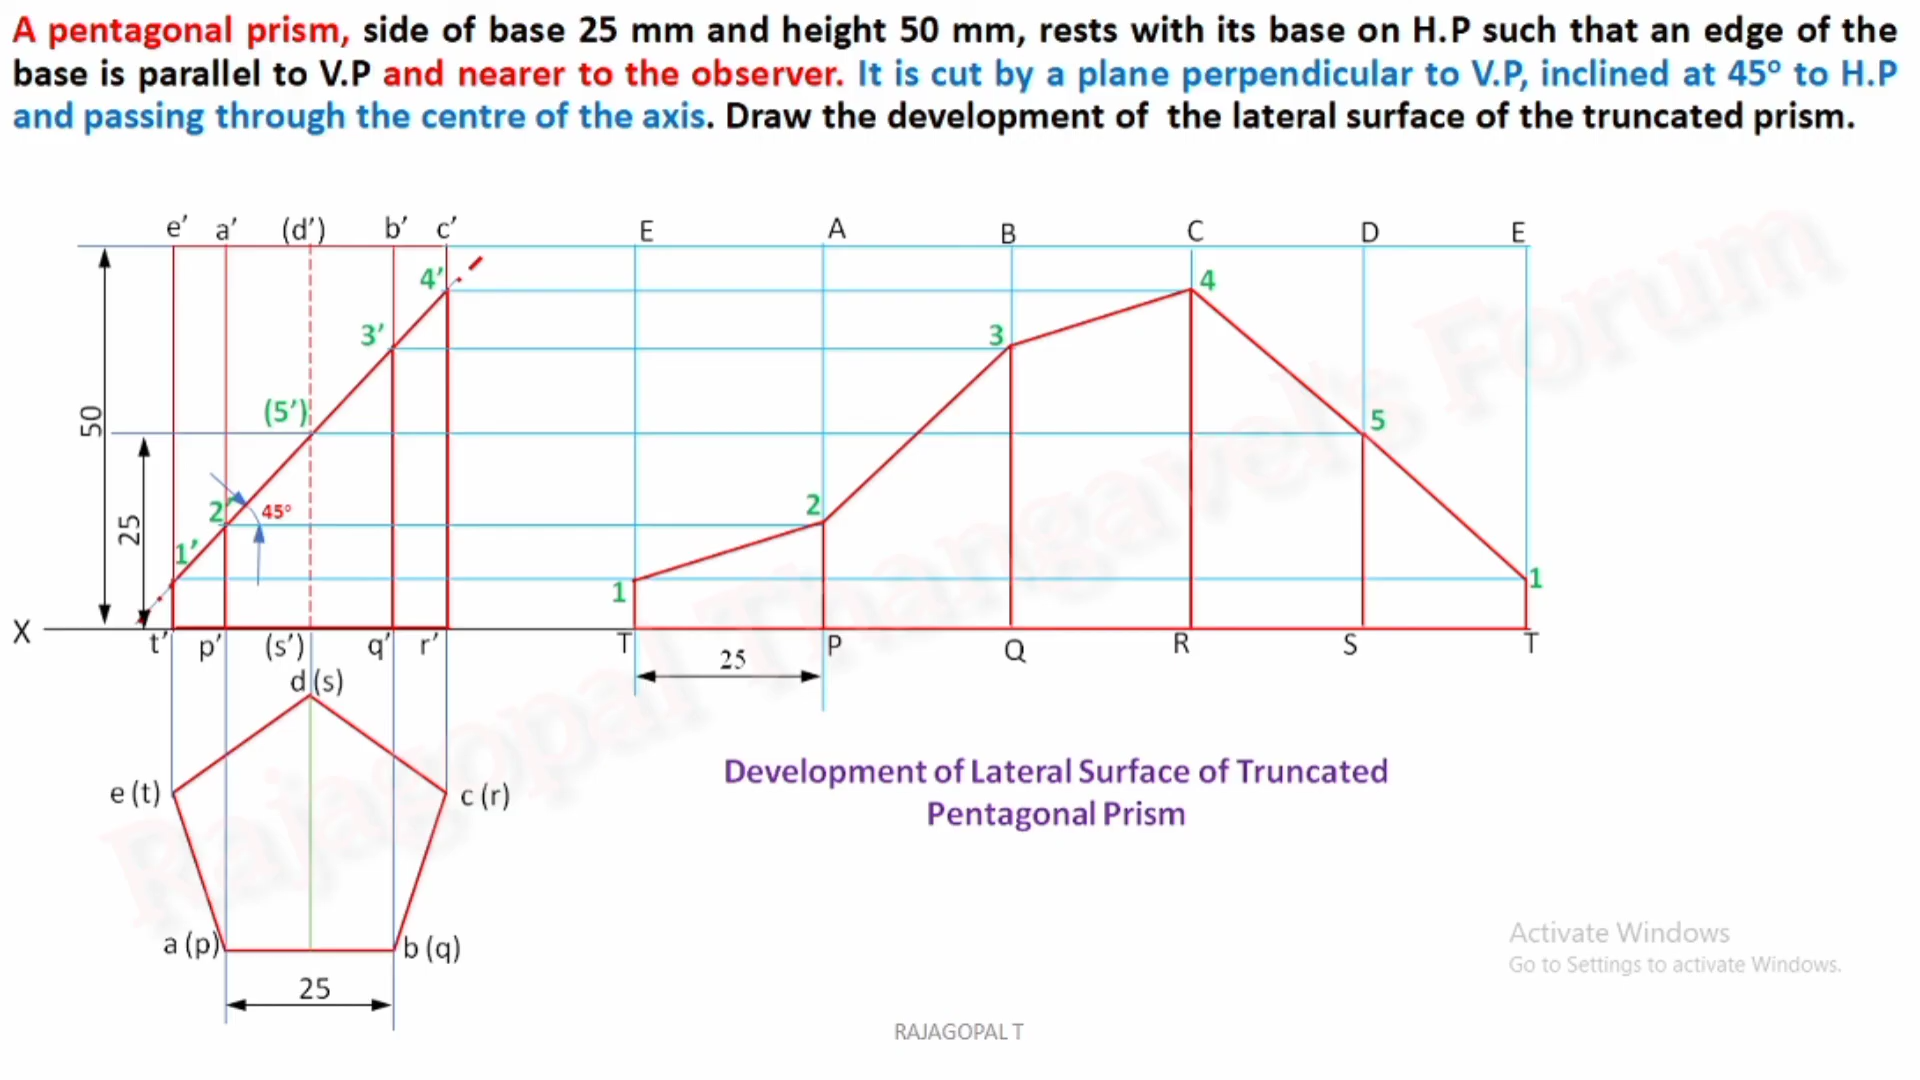 A pentagonal prism, side of base 25 mm and height 50 mm, rests with its base on H.P such that an edge of the
base is parallel to V.P and nearer to the observer. It is cut by a plane perpendicular to V.P, inclined at 45º to H.P
and passing through the centre of the axis. Draw the development of the lateral surface of the truncated prism.
e’ a’ (d’) b’ c’ E A B C D E
4’ 4
3’ 3
(5’) 5
50
2’ 45° 2
25
1’ 1 1
X t’ p’ (s’) q’ r’ T P Q R S T
25
d (s)
e (t) c (r)
a (p) b (q)
25
Development of Lateral Surface of Truncated
Pentagonal Prism
Rajagopal Thangavel's Forum
Activate Windows
Go to Settings to activate Windows.
RAJAGOPAL T